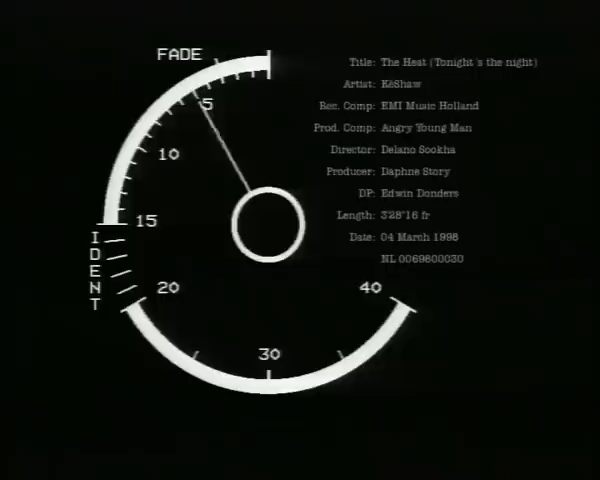 FADE
5
10
15
IDENT
20
30
40
Title: The Heat (Tonight's the night)
Artist: KéShaw
Rec. Comp: EMI Music Holland
Prod. Comp: Angry Young Man
Director: Delano Sookha
Producer: Daphne Story
DP: Edwin Donders
Length: 3'28"16 fr
Date: 04 March 1998
NL 0069800030